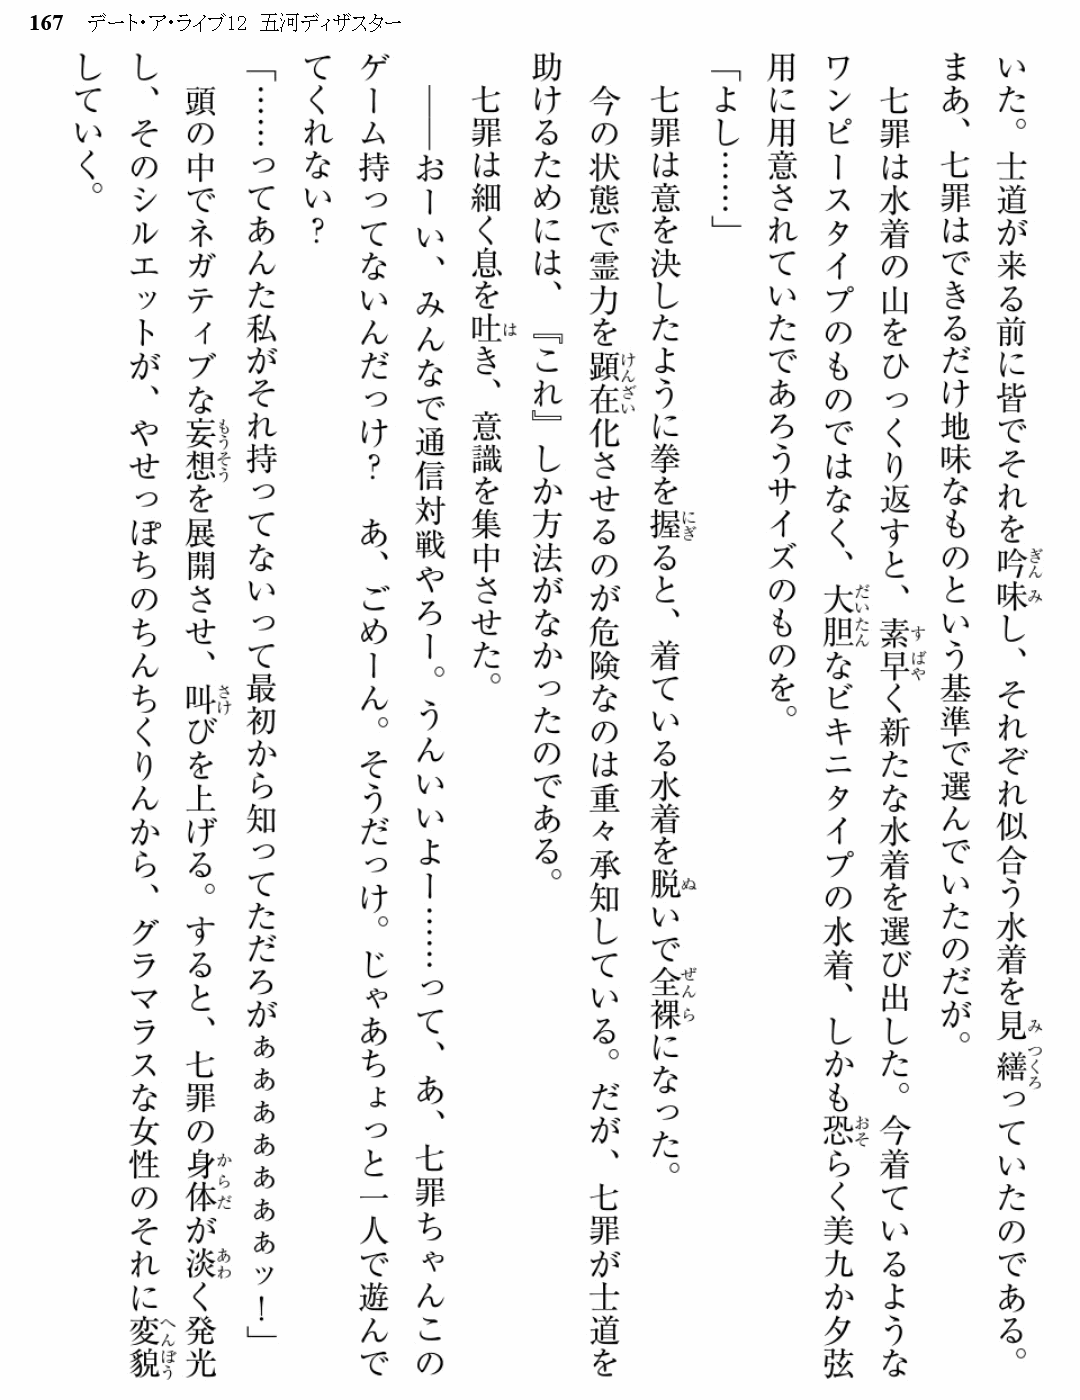 167 デート・ア・ライブ12 五河ディザスター
いた。士道が来る前に皆でそれを吟味し、それぞれ似合う水着を見繕っていたのである。
まあ、七罪はできるだけ地味なものという基準で選んでいたのだが。
七罪は水着の山をひっくり返すと、素早く新たな水着を選び出した。今着ているような
ワンピースタイプのものではなく、大胆なビキニタイプの水着、しかも恐らく美九か夕弦
用に用意されていたであろうサイズのものを。
「よし……」
七罪は意を決したように拳を握ると、着ている水着を脱いで全裸になった。
今の状態で霊力を顕在化させるのが危険なのは重々承知している。だが、七罪が士道を
助けるためには、『これ』しか方法がなかったのである。
七罪は細く息を吐き、意識を集中させた。
――おーい、みんなで通信対戦やろー。うんいいよー……って、あ、七罪ちゃんこの
ゲーム持ってないんだっけ？　あ、ごめーん。そうだっけ。じゃあちょっと一人で遊んで
てくれない？
「……ってあんた私がそれ持ってないって最初から知ってただろがぁぁぁぁぁぁぁッ！」
頭の中でネガティブな妄想を展開させ、叫びを上げる。すると、七罪の身体が淡く発光
し、そのシルエットが、やせっぽちのちんちくりんから、グラマラスな女性のそれに変貌
していく。